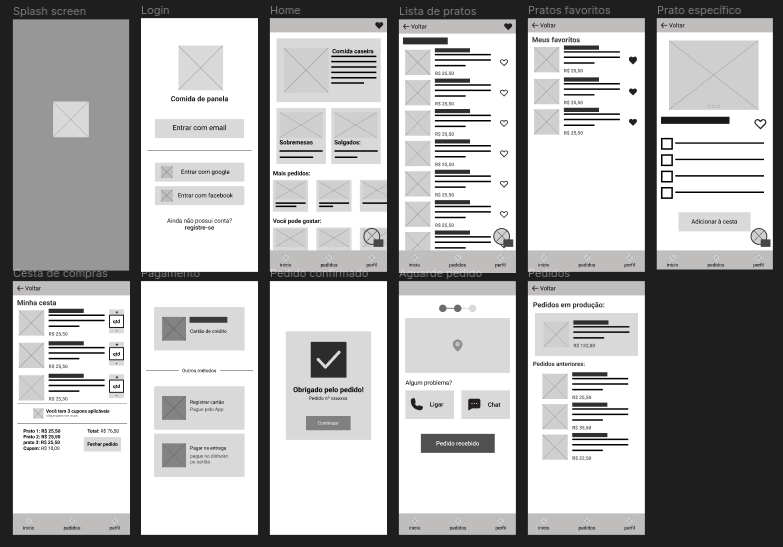 Splash screen
Login
Comida de panela
Entrar com email
Entrar com google
Entrar com facebook
Ainda não possui conta?
registre-se
Home
Comida caseira
Sobremesas
Salgados:
Mais pedidos:
Você pode gostar:
início
pedidos
perfil
Lista de pratos
Voltar
R$ 25,50
R$ 25,50
R$ 25,50
R$ 25,50
R$ 25,50
R$ 25,50
início
pedidos
perfil
Pratos favoritos
Voltar
Meus favoritos
R$ 25,50
R$ 25,50
R$ 25,50
início
pedidos
perfil
Prato específico
Voltar
Adicionar à cesta
início
pedidos
perfil
Cesta de compras
Voltar
Minha cesta
+
qtd
-
R$ 25,50
+
qtd
-
R$ 25,50
+
qtd
-
R$ 25,50
Você tem 3 cupons aplicáveis
Prato 1: R$ 25,50
Prato 2: R$ 25,50
prato 3: R$ 25,50
Cupom: R$ 10,00
Total: R$ 76,50
Fechar pedido
início
pedidos
perfil
Pagamento
Cartão de crédito
Outros métodos
Registrar cartão
Pague pelo App
Pagar na entrega
pague no dinheiro
ou cartão
Pedido confirmado
Obrigado pelo pedido!
Pedido nº xxxxxx
Continuar
Aguarde pedido
Algum problema?
Ligar
Chat
Pedido recebido
início
pedidos
perfil
Pedidos
Voltar
Pedidos em produção:
R$ 132,00
Pedidos anteriores:
R$ 25,50
R$ 35,50
R$ 22,50
início
pedidos
perfil